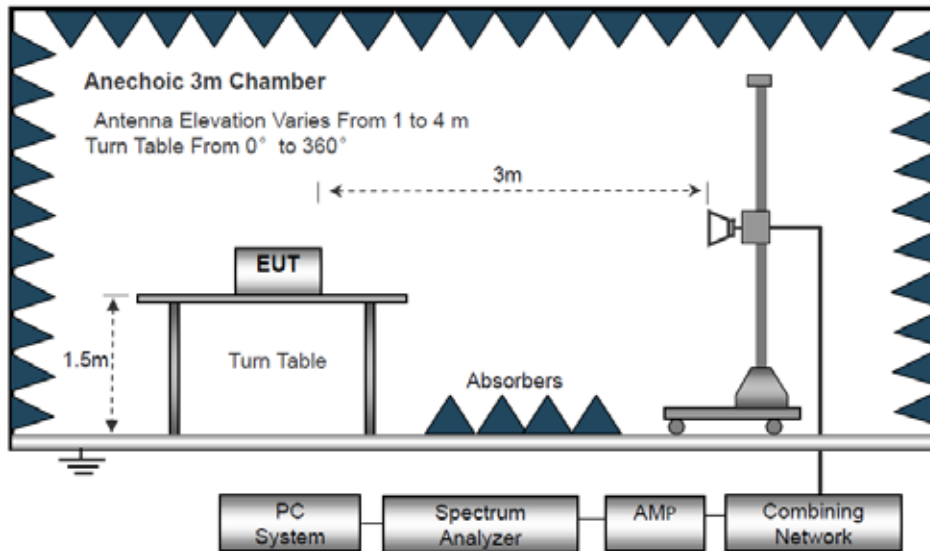 Anechoic 3m Chamber
Antenna Elevation Varies From 1 to 4 m
Turn Table From 0° to 360°
3m
EUT
1.5m
Turn Table
Absorbers
PC
System
Spectrum
Analyzer
AMP
Combining
Network